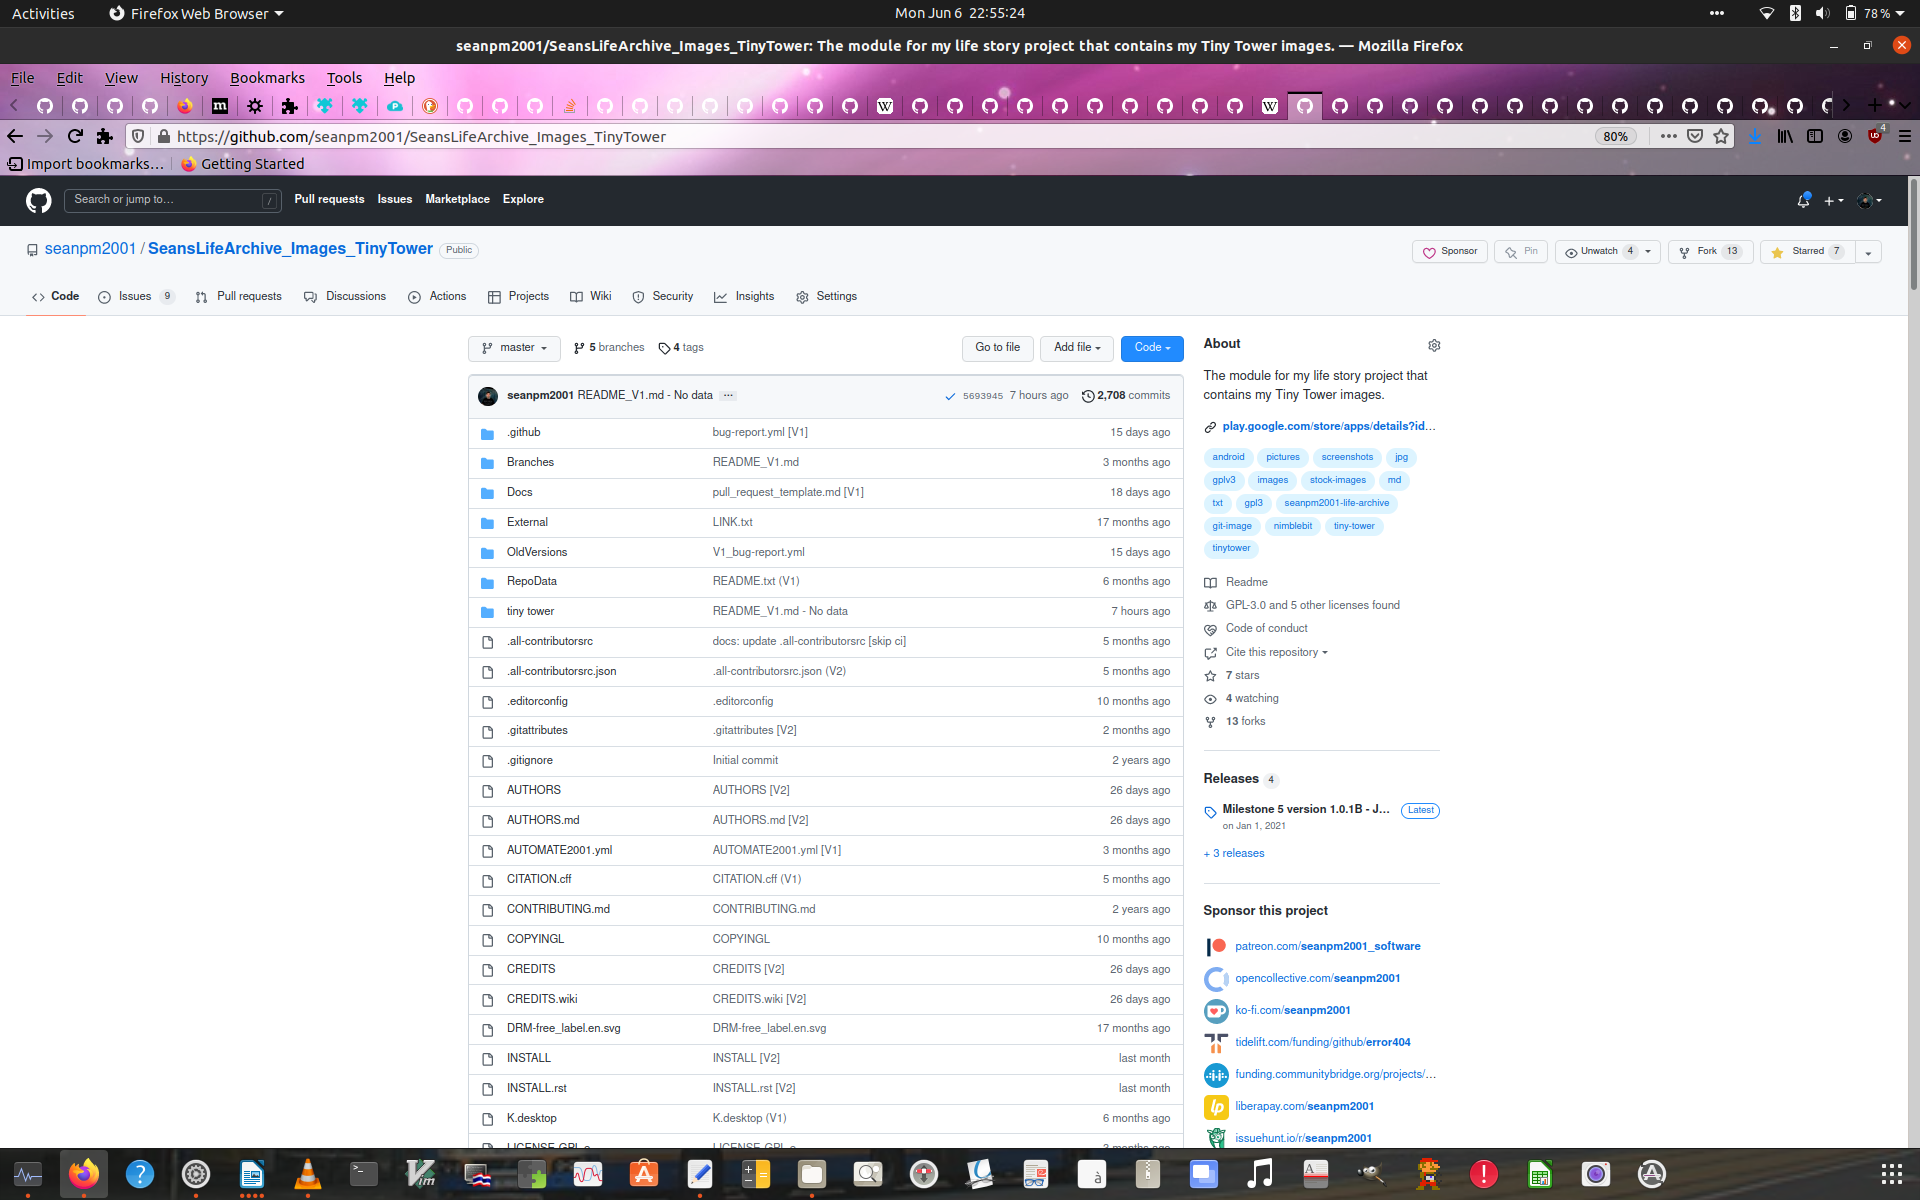 Activities Firefox Web Browser Mon Jun 6 22:55:24 78 %
seanpm2001/SeansLifeArchive_Images_TinyTower: The module for my life story project that contains my Tiny Tower images. — Mozilla Firefox
File Edit View History Bookmarks Tools Help
https://github.com/seanpm2001/SeansLifeArchive_Images_TinyTower 80% 4
Import bookmarks... Getting Started
Search or jump to... / Pull requests Issues Marketplace Explore
seanpm2001 / SeansLifeArchive_Images_TinyTower Public Sponsor Pin Unwatch 4 Fork 13 Starred 7
Code Issues 9 Pull requests Discussions Actions Projects Wiki Security Insights Settings
master 5 branches 4 tags Go to file Add file Code
seanpm2001 README_V1.md - No data ... 5693945 7 hours ago 2,708 commits
.github bug-report.yml [V1] 15 days ago
Branches README_V1.md 3 months ago
Docs pull_request_template.md [V1] 18 days ago
External LINK.txt 17 months ago
OldVersions V1_bug-report.yml 15 days ago
RepoData README.txt (V1) 6 months ago
tiny tower README_V1.md - No data 7 hours ago
.all-contributorsrc docs: update .all-contributorsrc [skip ci] 5 months ago
.all-contributorsrc.json .all-contributorsrc.json (V2) 5 months ago
.editorconfig .editorconfig 10 months ago
.gitattributes .gitattributes [V2] 2 months ago
.gitignore Initial commit 2 years ago
AUTHORS AUTHORS [V2] 26 days ago
AUTHORS.md AUTHORS.md [V2] 26 days ago
AUTOMATE2001.yml AUTOMATE2001.yml [V1] 3 months ago
CITATION.cff CITATION.cff (V1) 5 months ago
CONTRIBUTING.md CONTRIBUTING.md 2 years ago
COPYINGL COPYINGL 10 months ago
CREDITS CREDITS [V2] 26 days ago
CREDITS.wiki CREDITS.wiki [V2] 26 days ago
DRM-free_label.en.svg DRM-free_label.en.svg 17 months ago
INSTALL INSTALL [V2] last month
INSTALL.rst INSTALL.rst [V2] last month
K.desktop K.desktop (V1) 6 months ago
About
The module for my life story project that
contains my Tiny Tower images.
play.google.com/store/apps/details?id...
android pictures screenshots jpg
gplv3 images stock-images md
txt gpl3 seanpm2001-life-archive
git-image nimblebit tiny-tower
tinytower
Readme
GPL-3.0 and 5 other licenses found
Code of conduct
Cite this repository
7 stars
4 watching
13 forks
Releases 4
Milestone 5 version 1.0.1B - J... Latest
on Jan 1, 2021
+ 3 releases
Sponsor this project
patreon.com/seanpm2001_software
opencollective.com/seanpm2001
ko-fi.com/seanpm2001
tidelift.com/funding/github/error404
funding.communitybridge.org/projects/...
liberapay.com/seanpm2001
issuehunt.io/r/seanpm2001